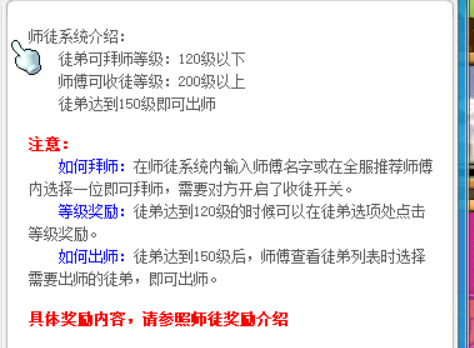 师徒系统介绍：
徒弟可拜师等级：120级以下
师傅可收徒等级：200级以上
徒弟达到150级即可出师
注意：
如何拜师：在师徒系统内输入师傅名字或在全服推荐师傅
内选择一位即可拜师，需要对方开启了收徒开关。
等级奖励：徒弟达到120级的时候可以在徒弟选项处点击
等级奖励。
如何出师：徒弟达到150级后，师傅查看徒弟列表时选择
需要出师的徒弟，即可出师。
具体奖励内容，请参照师徒奖励介绍